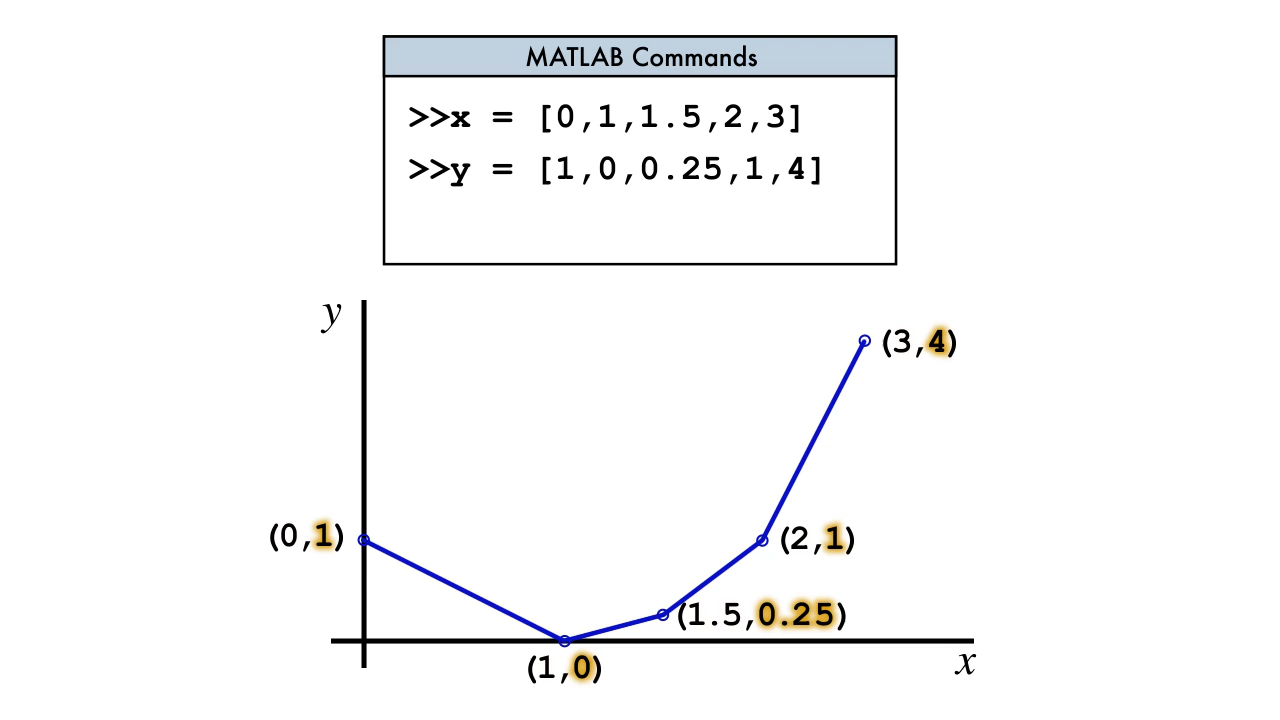 MATLAB Commands
>>x = [0,1,1.5,2,3]
>>y = [1,0,0.25,1,4]
y
(3,4)
(0,1)
(2,1)
(1.5,0.25)
(1,0)
x